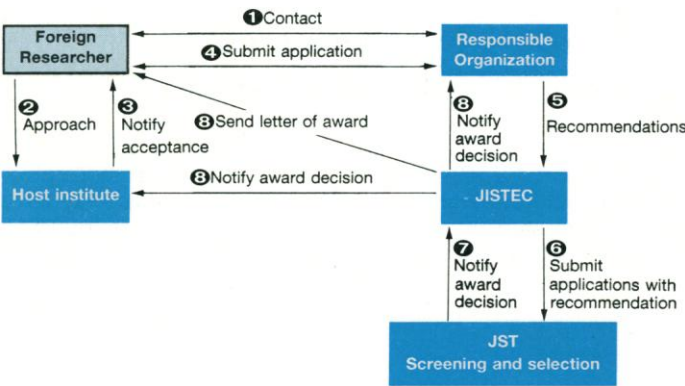 ❶Contact
Foreign
Researcher
❹Submit application
Responsible
Organization
❷
Approach
❸
Notify
acceptance
❽Send letter of award
❽
Notify
award
decision
❺
Recommendations
Host institute
❽Notify award decision
JISTEC
❼
Notify
award
decision
❻
Submit
applications with
recommendation
JST
Screening and selection